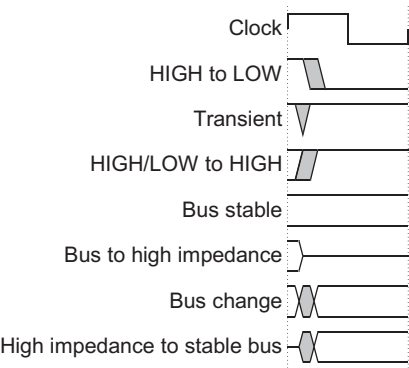 Clock
HIGH to LOW
Transient
HIGH/LOW to HIGH
Bus stable
Bus to high impedance
Bus change
High impedance to stable bus